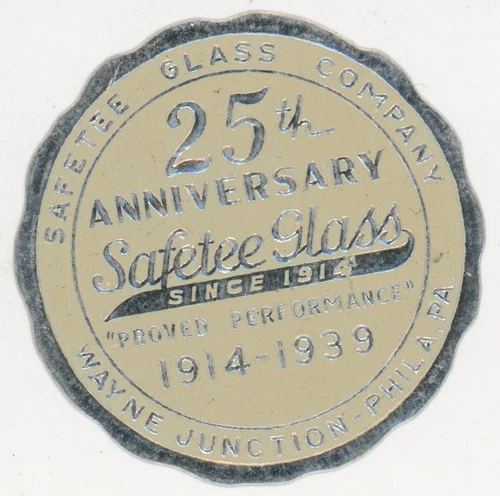 SAFETEE GLASS COMPANY
25th
ANNIVERSARY
Safetee Glass
SINCE 1914
"PROVED PERFORMANCE"
1914-1939
WAYNE JUNCTION-PHILA.PA.